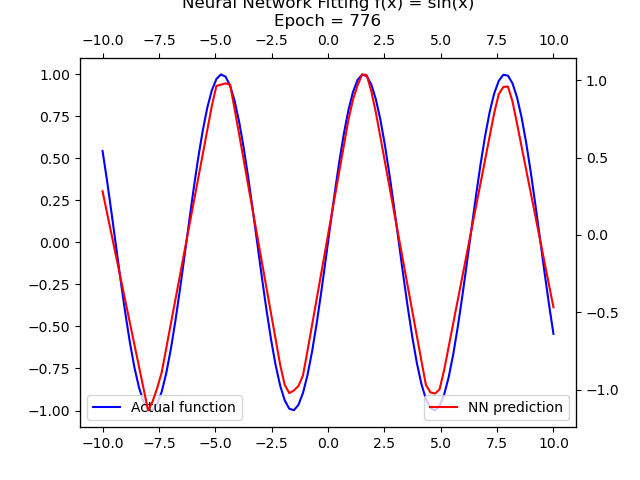 Neural Network Fitting f(x) = sin(x)
Epoch = 776
−10.0 −7.5 −5.0 −2.5 0.0 2.5 5.0 7.5 10.0
1.00
0.75
0.50
0.25
0.00
−0.25
−0.50
−0.75
−1.00
1.0
0.5
0.0
−0.5
−1.0
Actual function
NN prediction
−10.0 −7.5 −5.0 −2.5 0.0 2.5 5.0 7.5 10.0